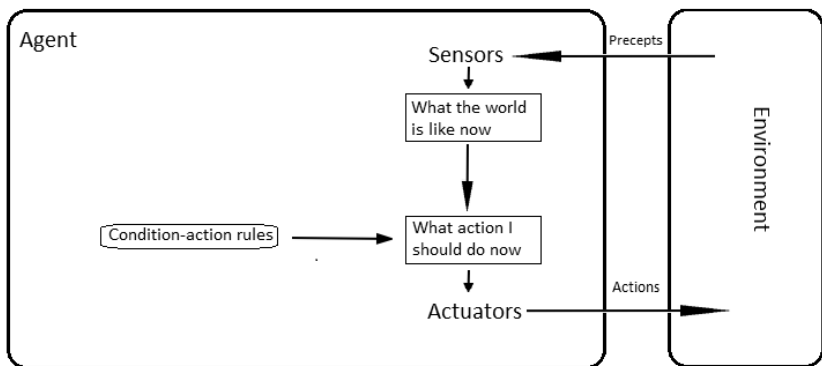 Agent
Precepts
Sensors
What the world
is like now
Environment
Condition-action rules
What action I
should do now
Actions
Actuators